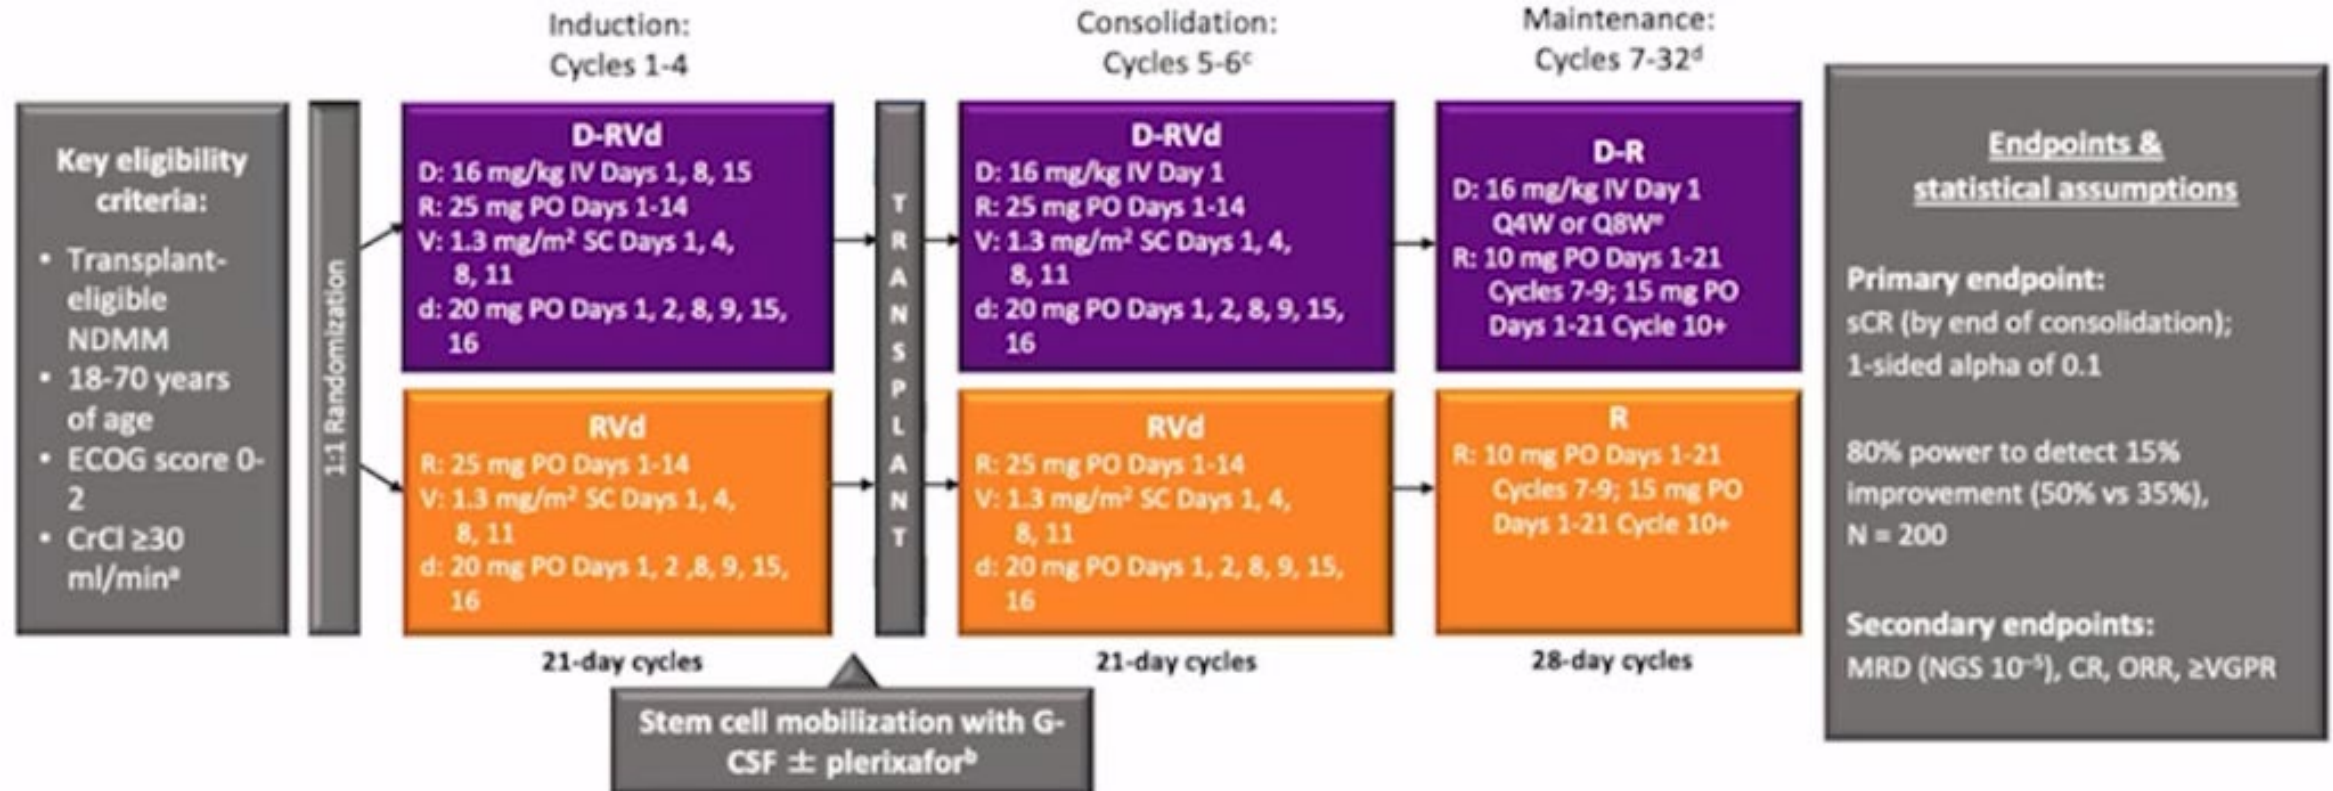 Induction:
Cycles 1-4
Consolidation:
Cycles 5-6ᶜ
Maintenance:
Cycles 7-32ᵈ
Key eligibility
criteria:
• Transplant-
eligible
NDMM
• 18-70 years
of age
• ECOG score 0-
2
• CrCl ≥30
ml/minᵃ
1:1 Randomization
D-RVd
D: 16 mg/kg IV Days 1, 8, 15
R: 25 mg PO Days 1-14
V: 1.3 mg/m² SC Days 1, 4,
8, 11
d: 20 mg PO Days 1, 2, 8, 9, 15,
16
RVd
R: 25 mg PO Days 1-14
V: 1.3 mg/m² SC Days 1, 4,
8, 11
d: 20 mg PO Days 1, 2 ,8, 9, 15,
16
21-day cycles
TRANSPLANT
Stem cell mobilization with G-
CSF ± plerixaforᵇ
D-RVd
D: 16 mg/kg IV Day 1
R: 25 mg PO Days 1-14
V: 1.3 mg/m² SC Days 1, 4,
8, 11
d: 20 mg PO Days 1, 2, 8, 9, 15,
16
RVd
R: 25 mg PO Days 1-14
V: 1.3 mg/m² SC Days 1, 4,
8, 11
d: 20 mg PO Days 1, 2, 8, 9, 15,
16
21-day cycles
D-R
D: 16 mg/kg IV Day 1
Q4W or Q8Wᵉ
R: 10 mg PO Days 1-21
Cycles 7-9; 15 mg PO
Days 1-21 Cycle 10+
R
R: 10 mg PO Days 1-21
Cycles 7-9; 15 mg PO
Days 1-21 Cycle 10+
28-day cycles
Endpoints &
statistical assumptions
Primary endpoint:
sCR (by end of consolidation);
1-sided alpha of 0.1
80% power to detect 15%
improvement (50% vs 35%),
N = 200
Secondary endpoints:
MRD (NGS 10⁻⁵), CR, ORR, ≥VGPR